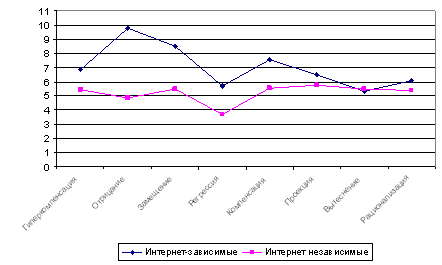 11
10
9
8
7
6
5
4
3
2
1
0
Гиперкомпенсация
Отрицание
Замещение
Регрессия
Компенсация
Проекция
Вытеснение
Рационализация
Интернет-зависимые
Интернет независимые